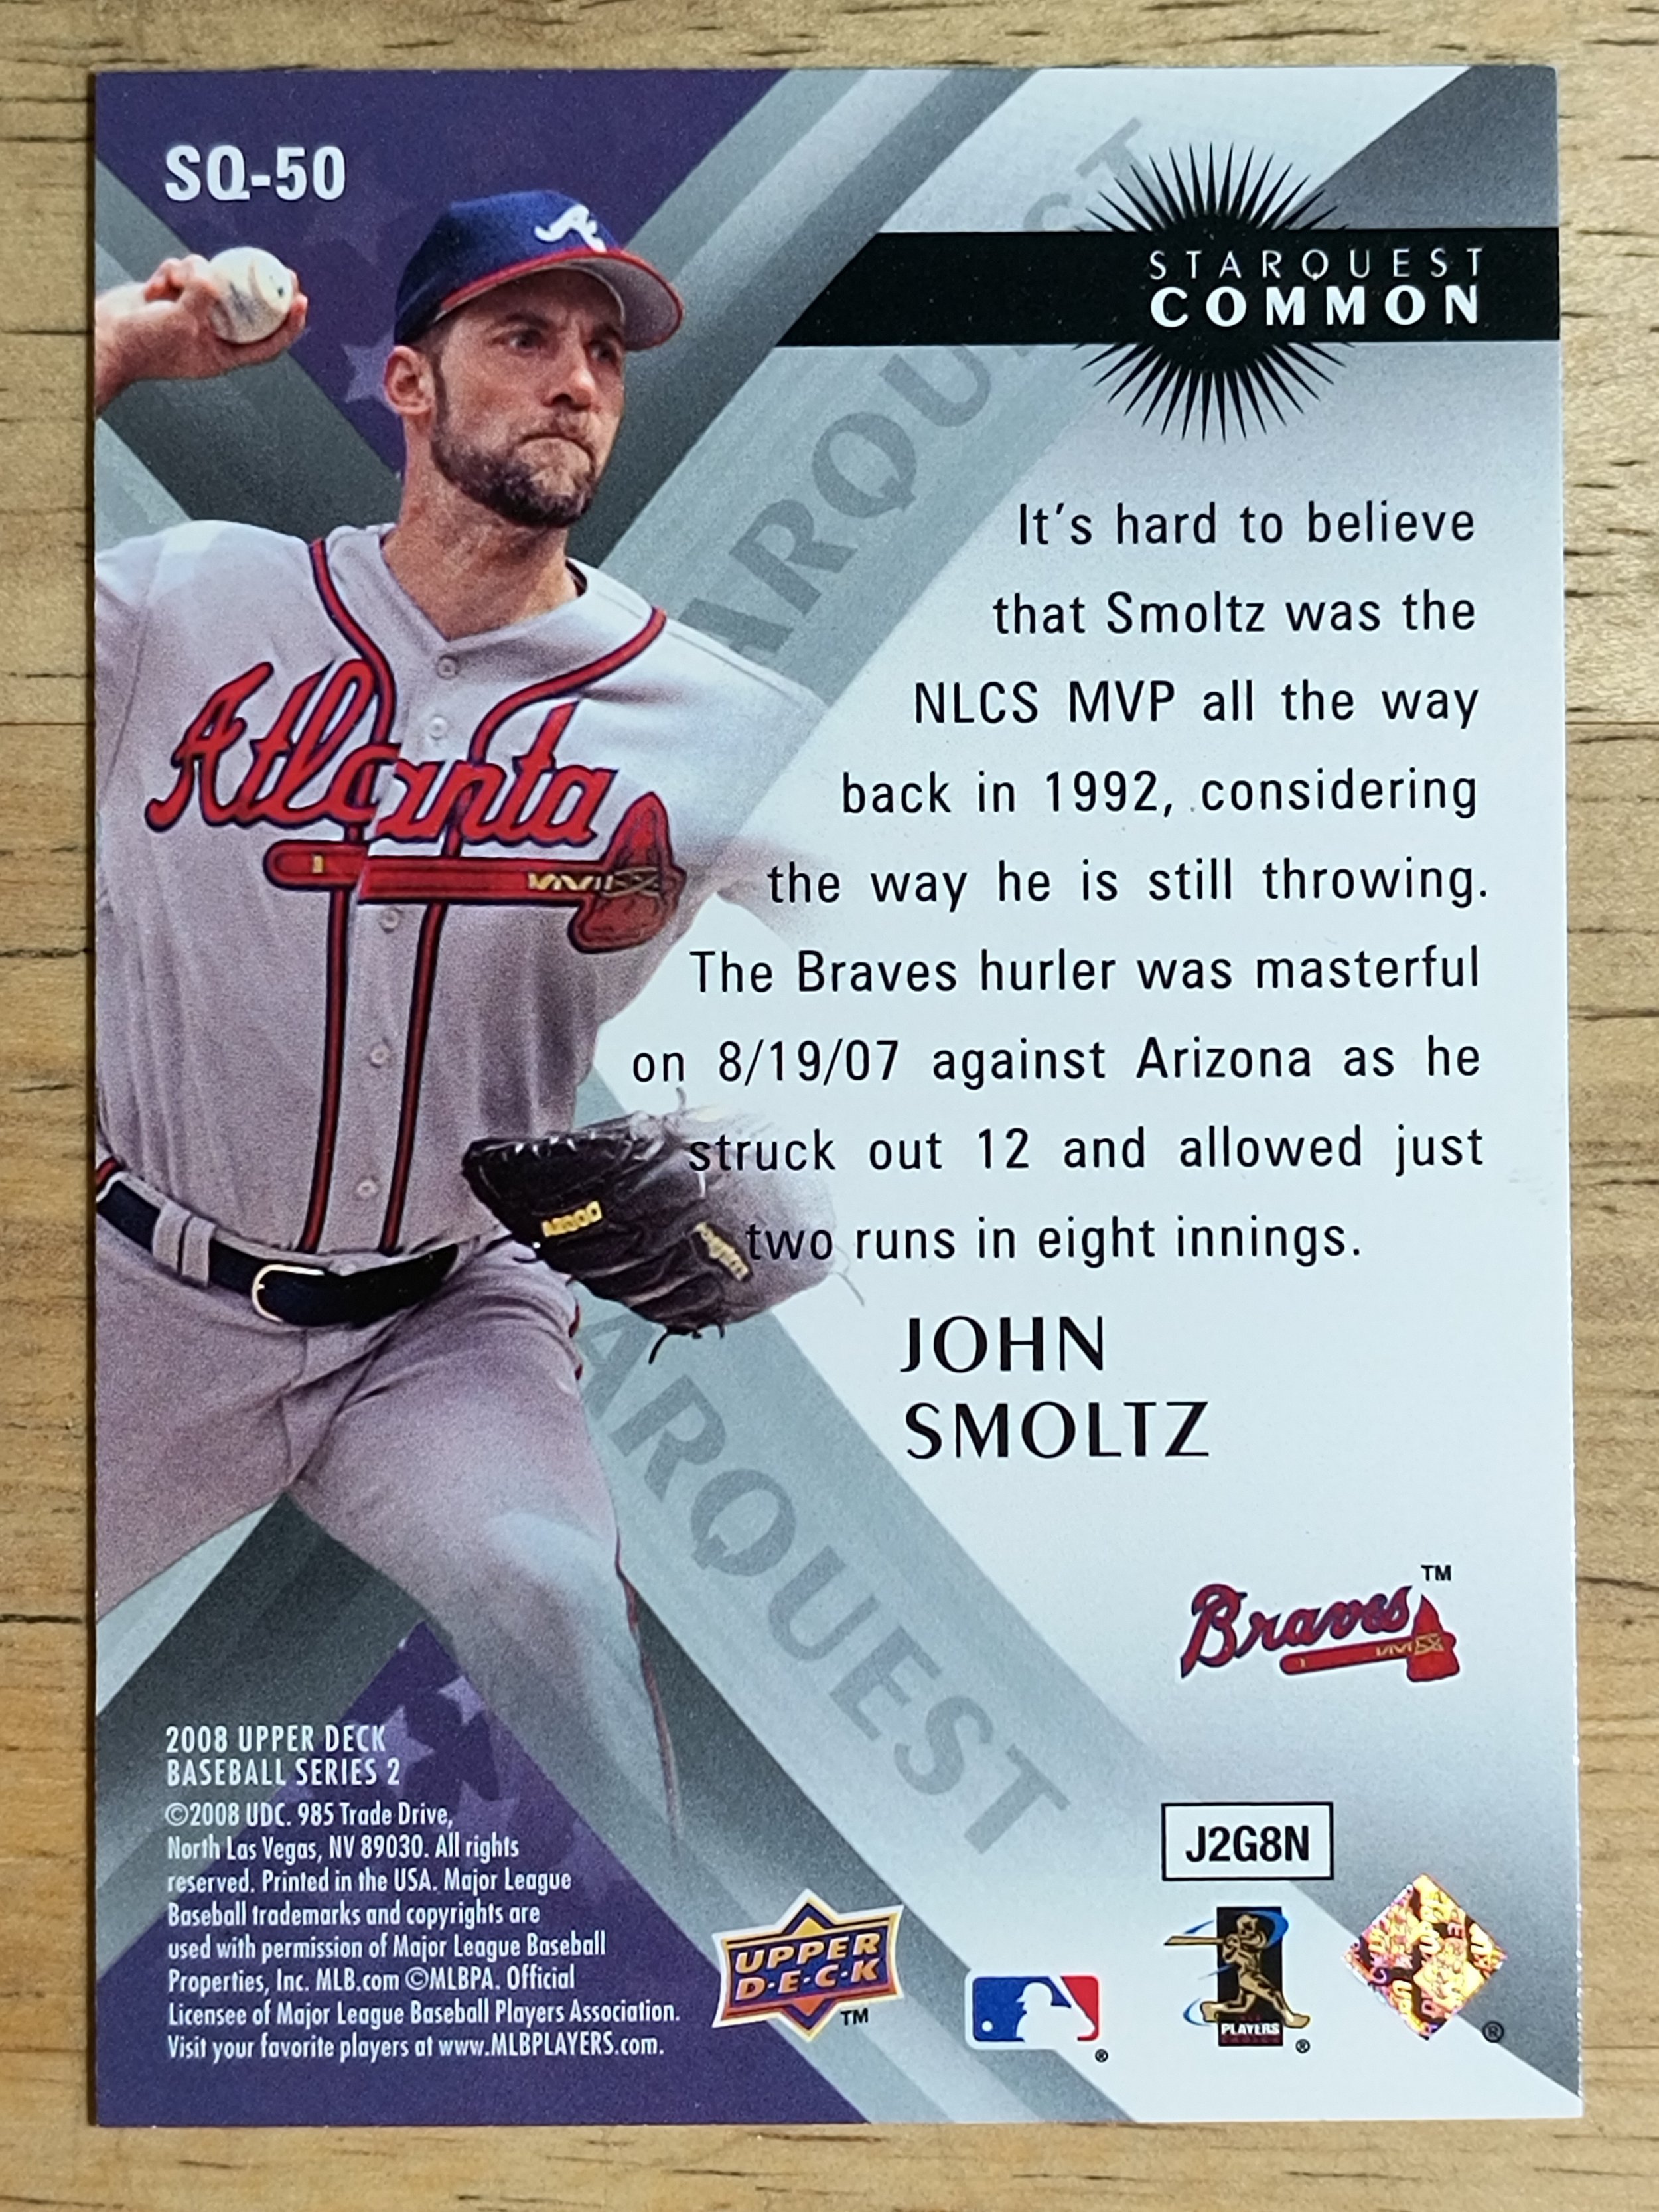 SQ-50
STARQUEST
COMMON
It's hard to believe
that Smoltz was the
NLCS MVP all the way
back in 1992, considering
the way he is still throwing.
The Braves hurler was masterful
on 8/19/07 against Arizona as he
struck out 12 and allowed just
two runs in eight innings.
JOHN
SMOLTZ
Atlanta
ARQUEST
ARQUEST
Braves™
2008 UPPER DECK
BASEBALL SERIES 2
©2008 UDC. 985 Trade Drive,
North Las Vegas, NV 89030. All rights
reserved. Printed in the USA. Major League
Baseball trademarks and copyrights are
used with permission of Major League Baseball
Properties, Inc. MLB.com ©MLBPA. Official
Licensee of Major League Baseball Players Association.
Visit your favorite players at www.MLBPLAYERS.com.
J2G8N
UPPER
D·E·C·K
™
®
PLAYERS
®
®